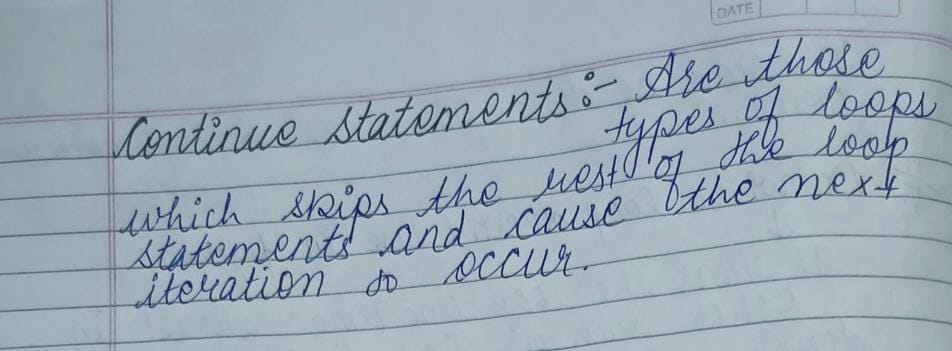 DATE
Continue statements:- Are those
types of loops
which skips the rest of the loop
statements and cause the next
iteration to occur.